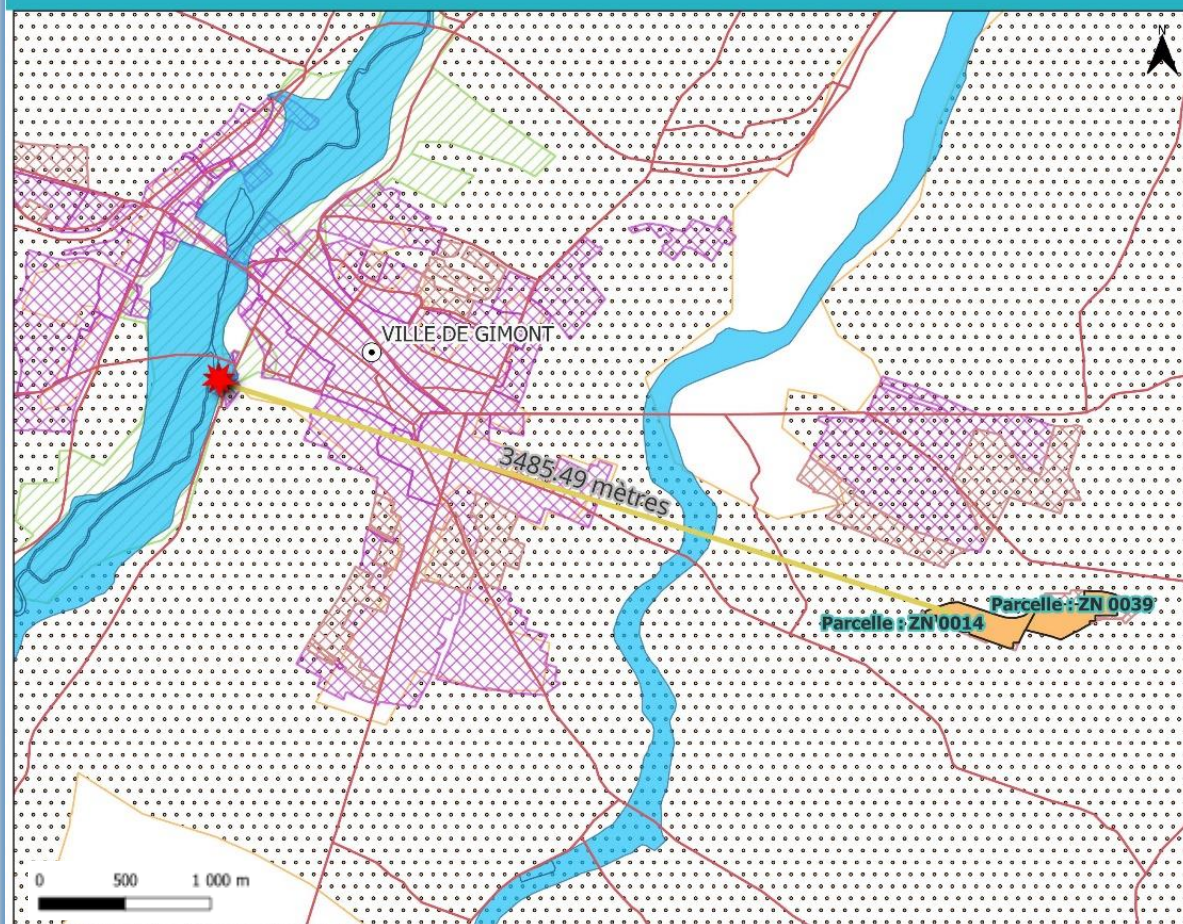 N
VILLE DE GIMONT
3485.49 mètres
Parcelle : ZN 0039
Parcelle : ZN 0014
0 500 1 000 m